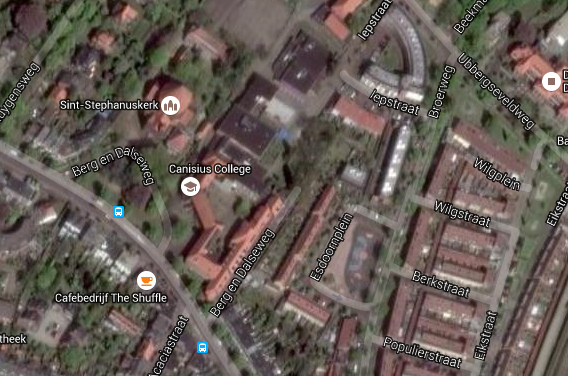 Iepstraat
Beekm
Huygensweg
Ubbergseveldweg
D
D
Sint-Stephanuskerk
Iepstraat
Broerweg
Ba
Berg en Dalseweg
Canisius College
Wilgplein
Wilgstraat
Eikstraat
Esdoornplein
Berg en Dalseweg
Berkstraat
Cafebedrijf The Shuffle
theek
Acaciastraat
Populierstraat
Eikstraat